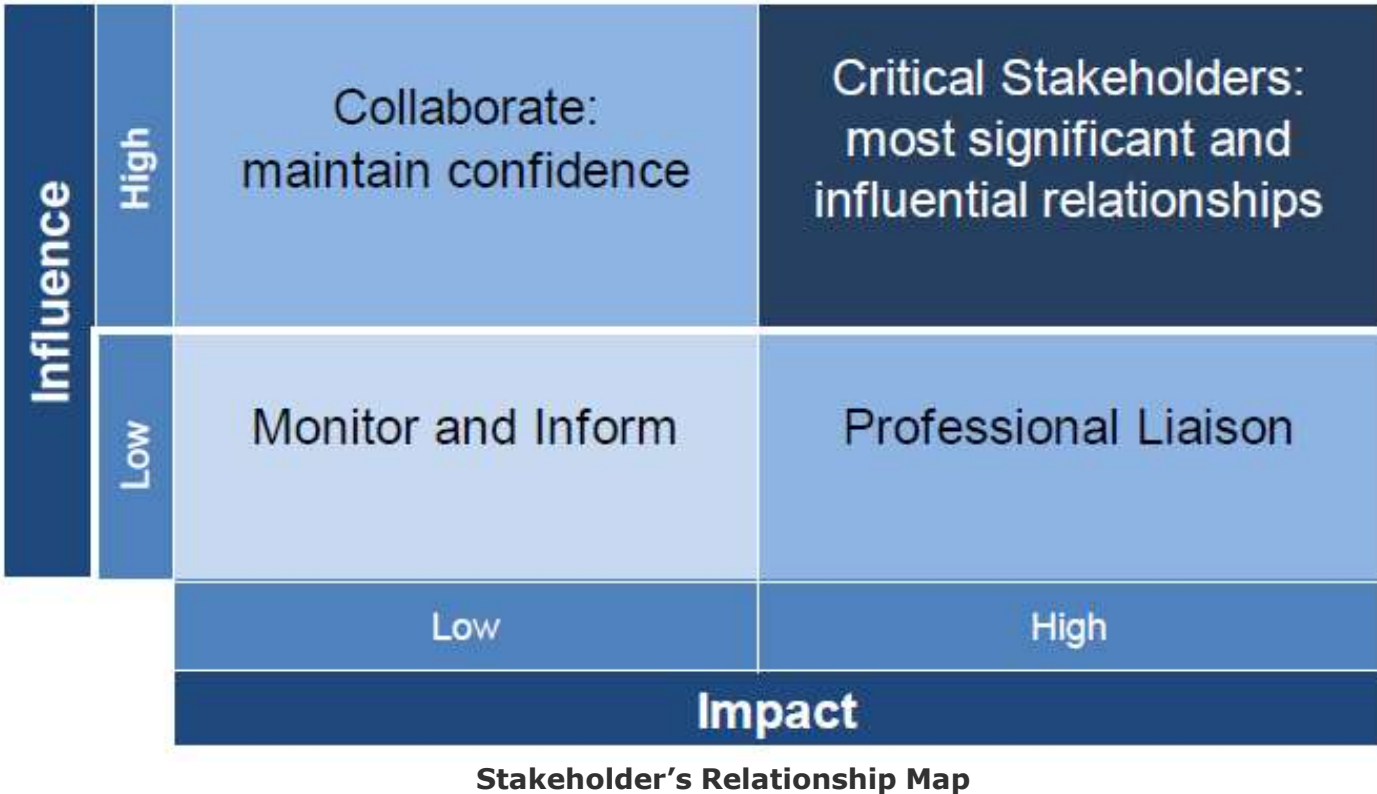 Influence
High
Collaborate:
maintain confidence
Critical Stakeholders:
most significant and
influential relationships
Low
Monitor and Inform
Professional Liaison
Low
High
Impact
Stakeholder’s Relationship Map